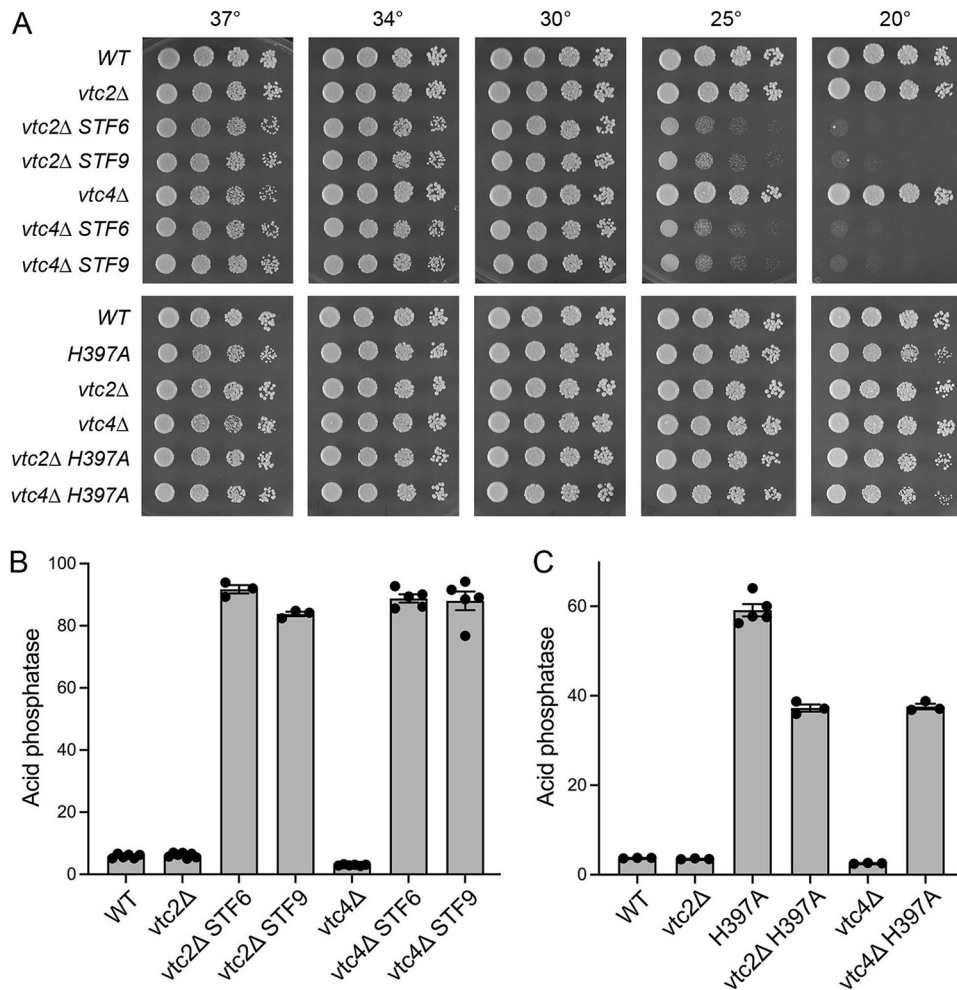 A
37° 34° 30° 25° 20°
WT
vtc2Δ
vtc2Δ STF6
vtc2Δ STF9
vtc4Δ
vtc4Δ STF6
vtc4Δ STF9
WT
H397A
vtc2Δ
vtc4Δ
vtc2Δ H397A
vtc4Δ H397A
B
Acid phosphatase
100
80
60
40
20
0
WT
vtc2Δ
vtc2Δ STF6
vtc2Δ STF9
vtc4Δ
vtc4Δ STF6
vtc4Δ STF9
C
Acid phosphatase
60
40
20
0
WT
vtc2Δ
H397A
vtc2Δ H397A
vtc4Δ
vtc4Δ H397A